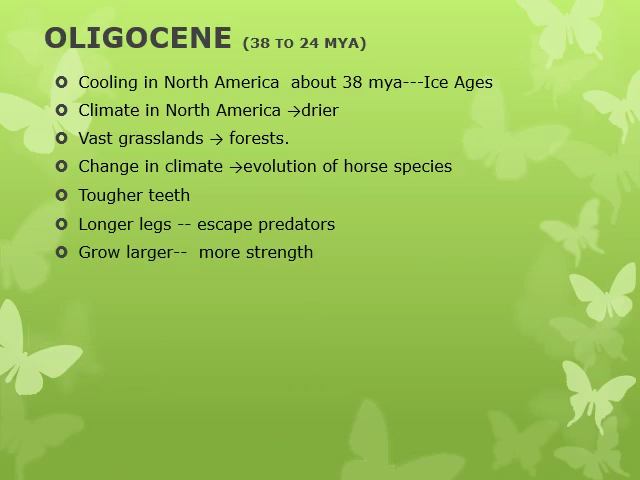 OLIGOCENE (38 TO 24 MYA)
Cooling in North America  about 38 mya---Ice Ages
Climate in North America →drier
Vast grasslands → forests.
Change in climate →evolution of horse species
Tougher teeth
Longer legs -- escape predators
Grow larger--  more strength